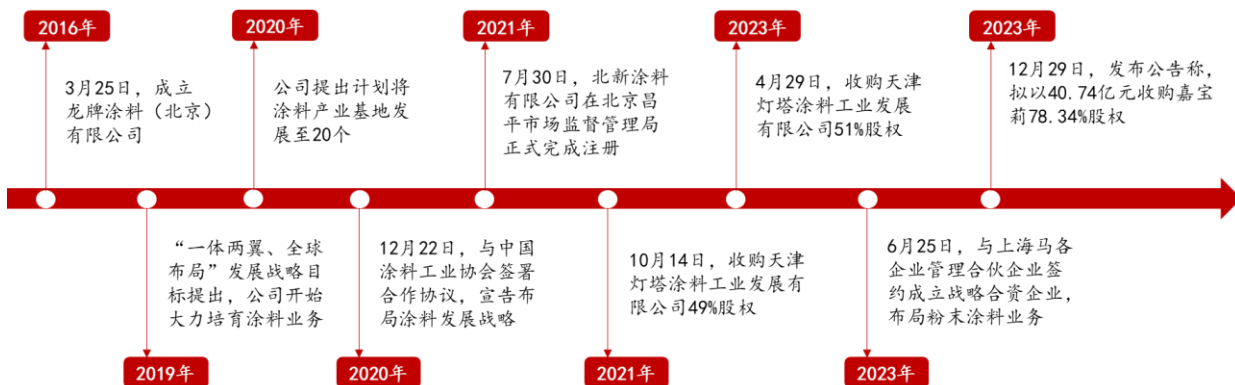 2016年
3月25日，成立
龙牌涂料（北京）
有限公司
“一体两翼、全球
布局”发展战略目
标提出，公司开始
大力培育涂料业务
2019年
2020年
公司提出计划将
涂料产业基地发
展至20个
12月22日，与中国
涂料工业协会签署
合作协议，宣告布
局涂料发展战略
2020年
2021年
7月30日，北新涂料
有限公司在北京昌
平市场监督管理局
正式完成注册
10月14日，收购天津
灯塔涂料工业发展有
限公司49%股权
2021年
2023年
4月29日，收购天津
灯塔涂料工业发展
有限公司51%股权
6月25日，与上海马各
企业管理合伙企业签
约成立战略合资企业，
布局粉末涂料业务
2023年
2023年
12月29日，发布公告称，
拟以40.74亿元收购嘉宝
莉78.34%股权